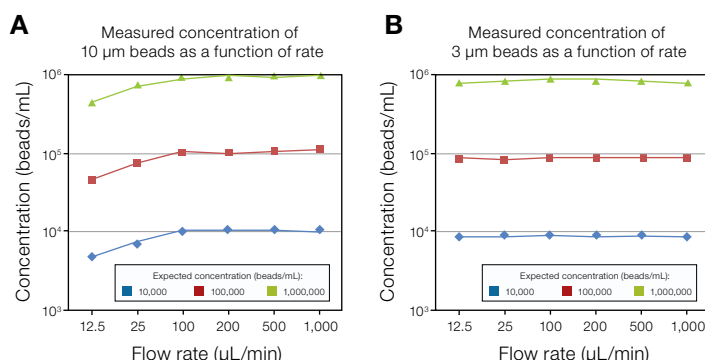 A
Measured concentration of
10 µm beads as a function of rate
Concentration (beads/mL)
10⁶
10⁵
10⁴
10³
Expected concentration (beads/mL):
10,000 100,000 1,000,000
12.5 25 100 200 500 1,000
Flow rate (µL/min)
B
Measured concentration of
3 µm beads as a function of rate
Concentration (beads/mL)
10⁶
10⁵
10⁴
10³
Expected concentration (beads/mL):
10,000 100,000 1,000,000
12.5 25 100 200 500 1,000
Flow rate (µL/min)